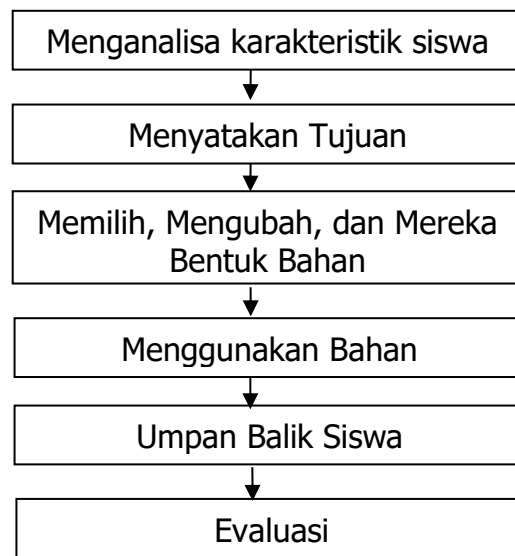 Menganalisa karakteristik siswa
Menyatakan Tujuan
Memilih, Mengubah, dan Mereka
Bentuk Bahan
Menggunakan Bahan
Umpan Balik Siswa
Evaluasi